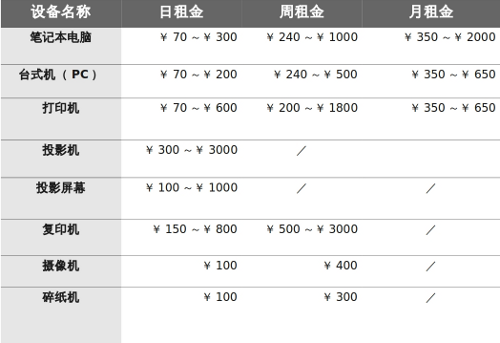 设备名称 日租金 周租金 月租金
笔记本电脑 ￥ 70 ～￥ 300 ￥ 240 ～￥ 1000 ￥ 350 ～￥ 2000
台式机（ PC ） ￥ 70 ～￥ 200 ￥ 240 ～￥ 500 ￥ 350 ～￥ 650
打印机 ￥ 70 ～￥ 600 ￥ 200 ～￥ 1800 ￥ 350 ～￥ 650
投影机 ￥ 300 ～￥ 3000 ／
投影屏幕 ￥ 100 ～￥ 1000 ／ ／
复印机 ￥ 150 ～￥ 800 ￥ 500 ～￥ 3000 ／
摄像机 ￥ 100 ￥ 400 ／
碎纸机 ￥ 100 ￥ 300 ／